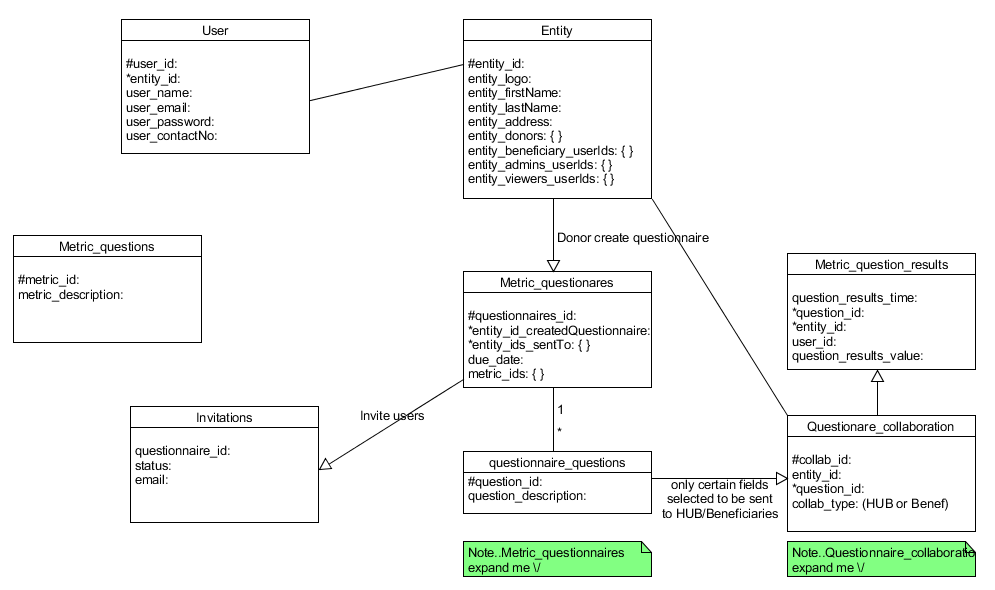 User
#user_id:
*entity_id:
user_name:
user_email:
user_password:
user_contactNo:
Entity
#entity_id:
entity_logo:
entity_firstName:
entity_lastName:
entity_address:
entity_donors: { }
entity_beneficiary_userIds: { }
entity_admins_userIds: { }
entity_viewers_userIds: { }
Donor create questionnaire
Metric_questions
#metric_id:
metric_description:
Metric_questionares
#questionnaires_id:
*entity_id_createdQuestionnaire:
*entity_ids_sentTo: { }
due_date:
metric_ids: { }
Metric_question_results
question_results_time:
*question_id:
*entity_id:
user_id:
question_results_value:
Invite users
1
*
Invitations
questionnaire_id:
status:
email:
questionnaire_questions
#question_id:
question_description:
only certain fields
selected to be sent
to HUB/Beneficiaries
Questionare_collaboration
#collab_id:
entity_id:
*question_id:
collab_type: (HUB or Benef)
Note..Metric_questionnaires
expand me \/
Note..Questionnaire_collaboratio
expand me \/